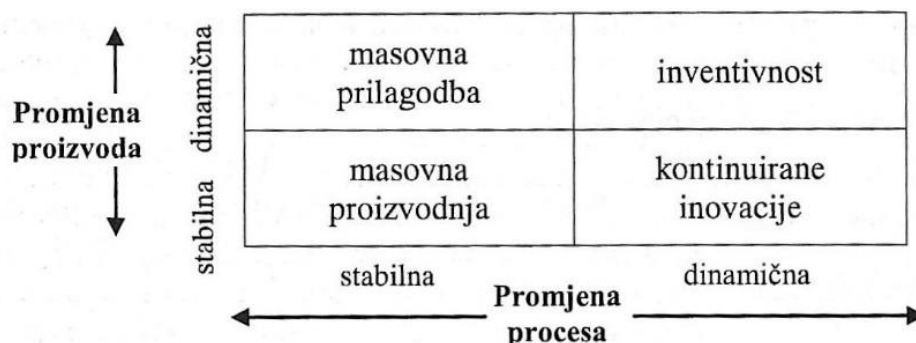 Promjena
proizvoda
dinamična
stabilna
masovna
prilagodba
inventivnost
masovna
proizvodnja
kontinuirane
inovacije
stabilna
dinamična
Promjena
procesa